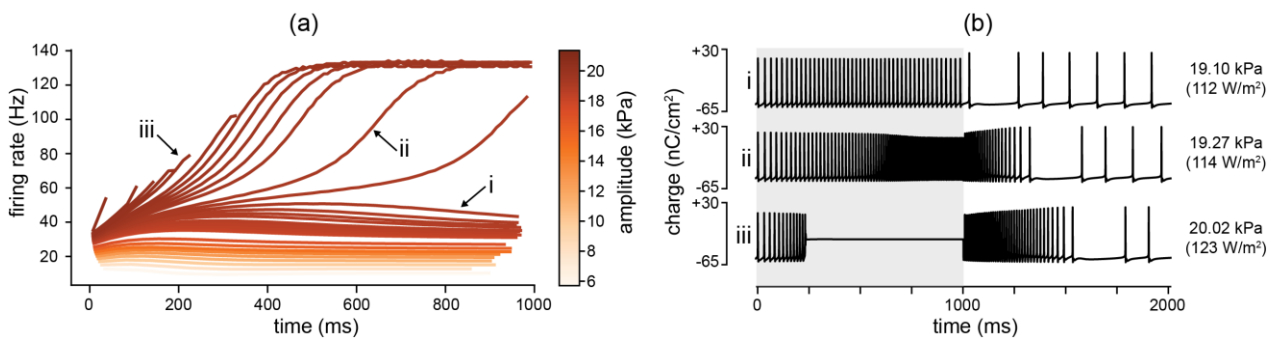 (a)
140
120
100
80
60
40
20
firing rate (Hz)
iii
ii
i
0 200 400 600 800 1000
time (ms)
20
18
16
14
12
10
8
6
amplitude (kPa)
(b)
charge (nC/cm²)
+30
i
-65
19.10 kPa
(112 W/m²)
+30
ii
-65
19.27 kPa
(114 W/m²)
+30
iii
-65
20.02 kPa
(123 W/m²)
0 1000 2000
time (ms)